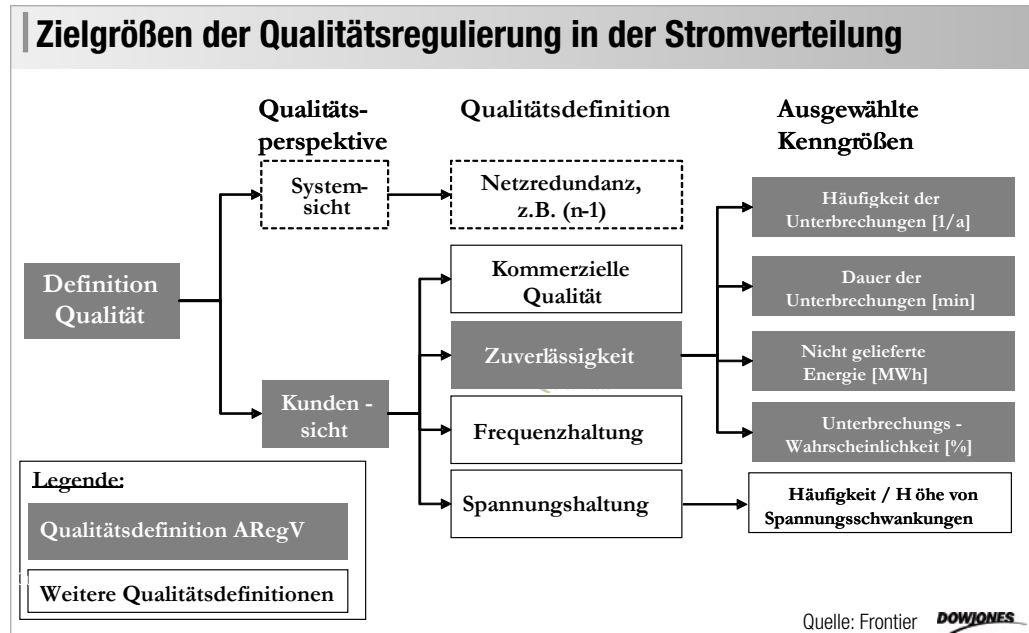 Zielgrößen der Qualitätsregulierung in der Stromverteilung
Qualitäts-
perspektive
Qualitätsdefinition
Ausgewählte
Kenngrößen
System-
sicht
Netzredundanz,
z.B. (n-1)
Häufigkeit der
Unterbrechungen [1/a]
Kommerzielle
Qualität
Dauer der
Unterbrechungen [min]
Definition
Qualität
Zuverlässigkeit
Nicht gelieferte
Energie [MWh]
Kunden -
sicht
Frequenzhaltung
Unterbrechungs -
Wahrscheinlichkeit [%]
Spannungshaltung
Häufigkeit / H öhe von
Spannungsschwankungen
Legende:
Qualitätsdefinition ARegV
Weitere Qualitätsdefinitionen
Quelle: Frontier
DOWJONES